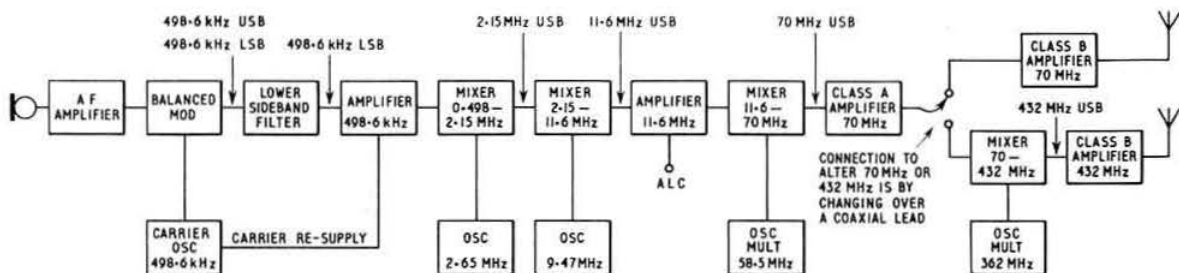 498·6 kHz USB
498·6 kHz LSB
498·6 kHz LSB
2·15 MHz USB
11·6 MHz USB
70 MHz USB
A F
AMPLIFIER
BALANCED
MOD
LOWER
SIDEBAND
FILTER
AMPLIFIER
498·6 kHz
MIXER
0·498–
2·15 MHz
MIXER
2·15–
11·6 MHz
AMPLIFIER
11·6 MHz
MIXER
11·6–
70 MHz
CLASS A
AMPLIFIER
70 MHz
CLASS B
AMPLIFIER
70 MHz
432 MHz USB
MIXER
70 —
432 MHz
CLASS B
AMPLIFIER
432 MHz
ALC
CONNECTION TO
ALTER 70 MHz OR
432 MHz IS BY
CHANGING OVER
A COAXIAL LEAD
CARRIER
OSC
498·6 kHz
CARRIER RE-SUPPLY
OSC
2·65 MHz
OSC
9·47 MHz
OSC
MULT
58·5 MHz
OSC
MULT
362 MHz